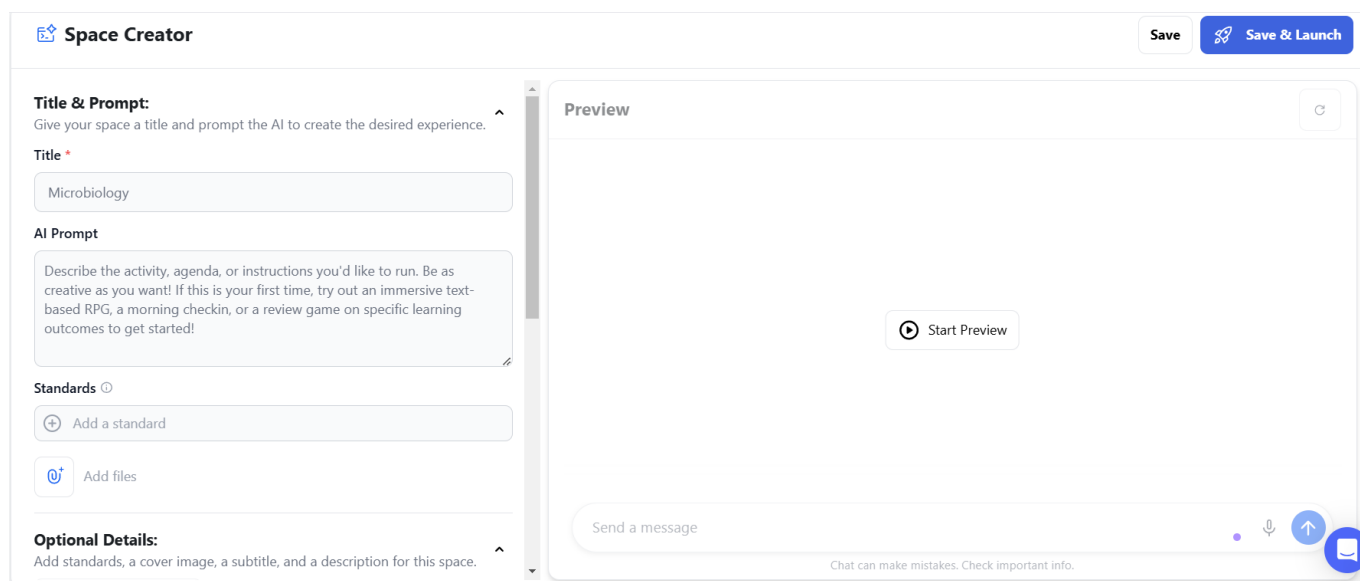 Space Creator
Save
Save & Launch
Title & Prompt:
Give your space a title and prompt the AI to create the desired experience.
Title *
Microbiology
AI Prompt
Describe the activity, agenda, or instructions you'd like to run. Be as
creative as you want! If this is your first time, try out an immersive text-
based RPG, a morning checkin, or a review game on specific learning
outcomes to get started!
Standards
Add a standard
Add files
Optional Details:
Add standards, a cover image, a subtitle, and a description for this space.
Preview
Start Preview
Send a message
Chat can make mistakes. Check important info.